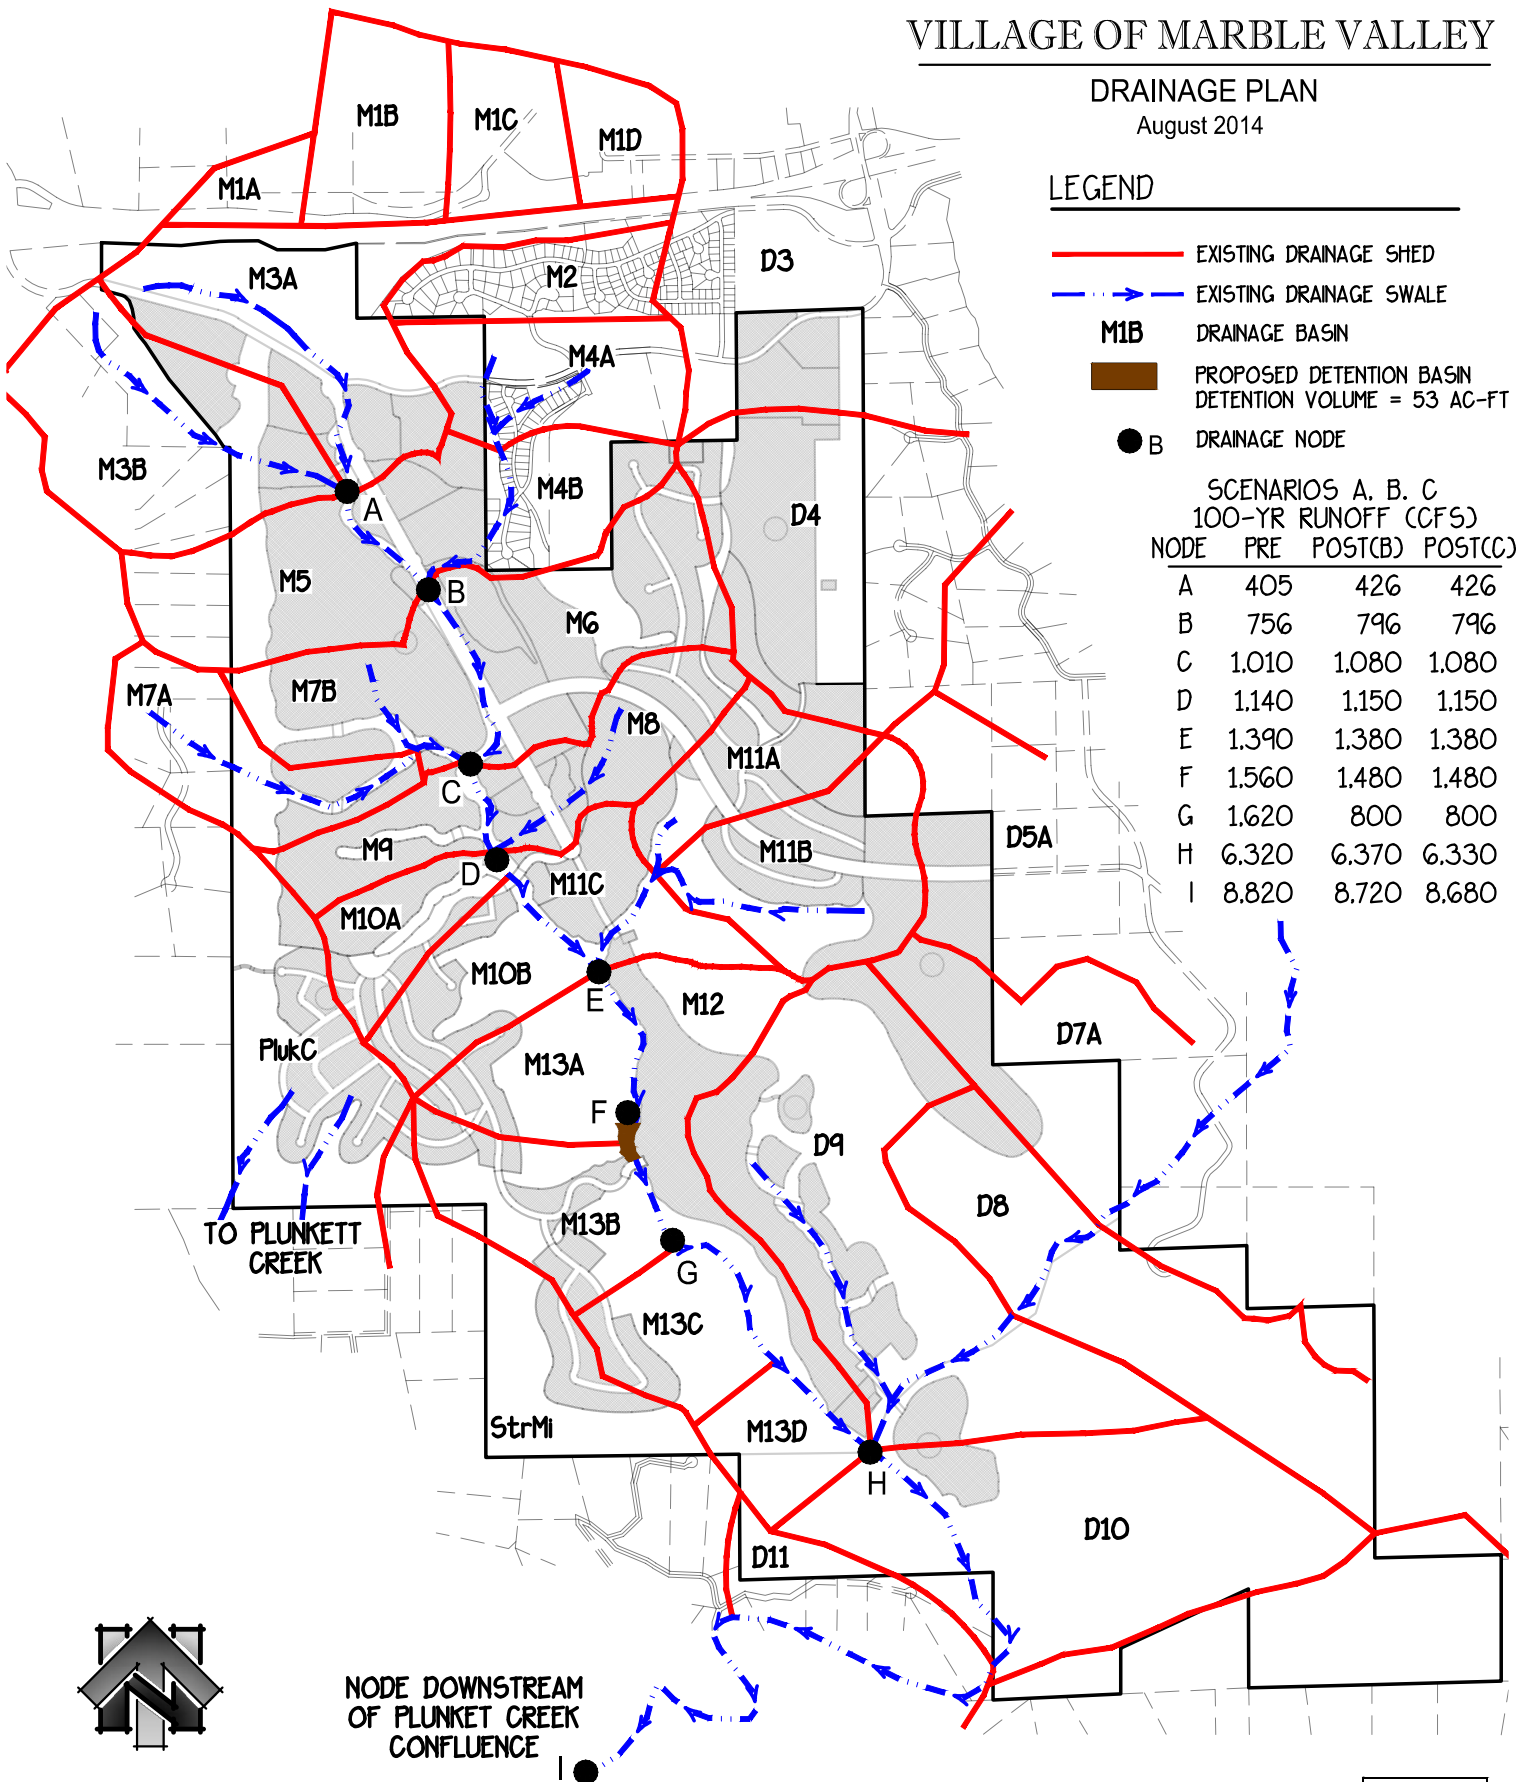 VILLAGE OF MARBLE VALLEY
DRAINAGE PLAN
August 2014
LEGEND
EXISTING DRAINAGE SHED
EXISTING DRAINAGE SWALE
M1B DRAINAGE BASIN
PROPOSED DETENTION BASIN
DETENTION VOLUME = 53 AC-FT
B DRAINAGE NODE
SCENARIOS A, B, C
100-YR RUNOFF (CFS)
NODE PRE POST(B) POST(C)
A 405 426 426
B 756 796 796
C 1,010 1,080 1,080
D 1,140 1,150 1,150
E 1,390 1,380 1,380
F 1,560 1,480 1,480
G 1,620 800 800
H 6,320 6,370 6,330
I 8,820 8,720 8,680
M1B
M1C
M1D
M1A
M3A
M2
D3
M4A
M3B
M4B
D4
A
M5
B
M6
M7A
M7B
M8
M11A
C
M9
M11B
D5A
D
M11C
M10A
M10B
E
M12
PlukC
M13A
D7A
F
D9
D8
M13B
TO PLUNKETT
CREEK
G
M13C
StrMi
M13D
H
D10
D11
NODE DOWNSTREAM
OF PLUNKET CREEK
CONFLUENCE
I
N